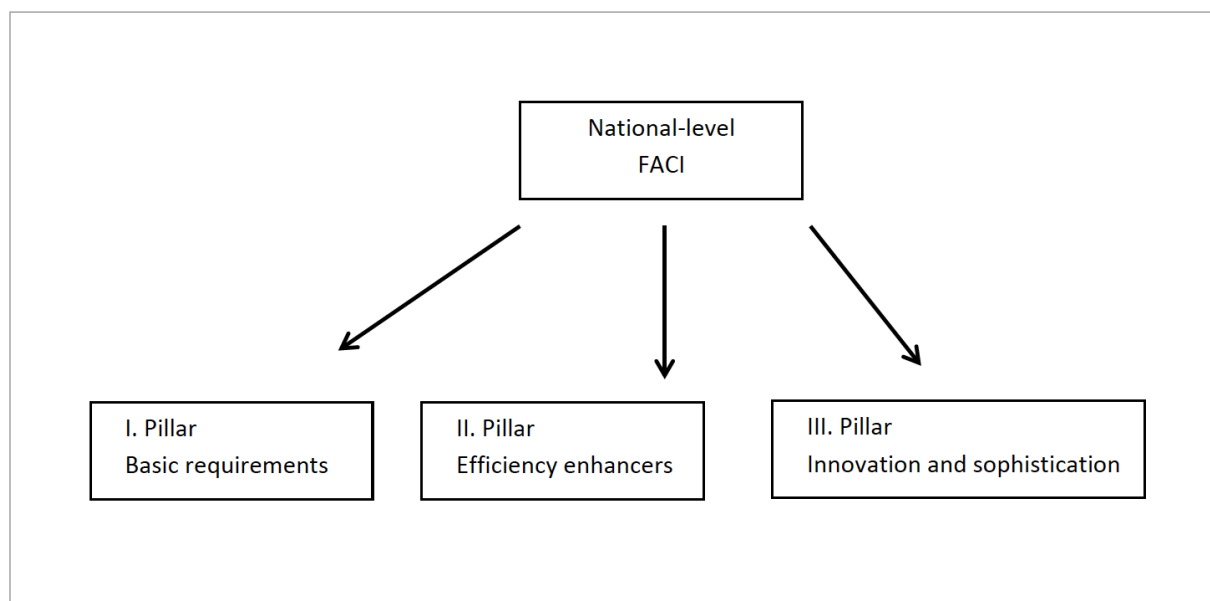 National-level
FACI
I. Pillar
Basic requirements
II. Pillar
Efficiency enhancers
III. Pillar
Innovation and sophistication